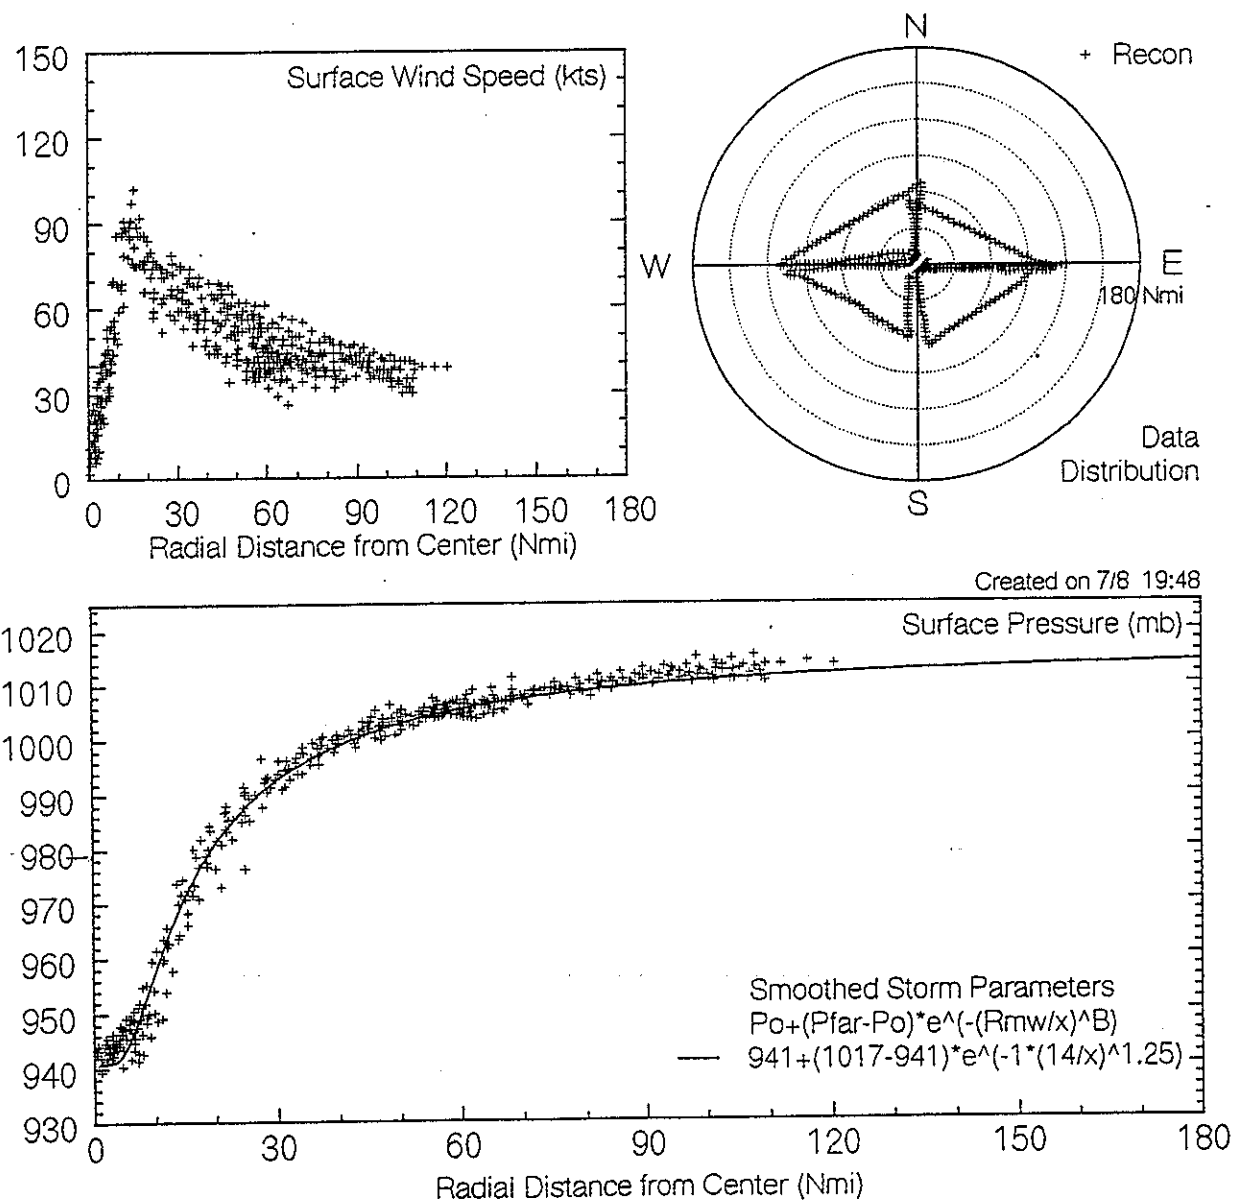 150
120
90
60
30
0
Surface Wind Speed (kts)
0 30 60 90 120 150 180
Radial Distance from Center (Nmi)
N
+ Recon
W
E
180 Nmi
S
Data
Distribution
Created on 7/8 19:48
1020
1010
1000
990
980
970
960
950
940
930
Surface Pressure (mb)
Smoothed Storm Parameters
Po+(Pfar-Po)*e^(-(Rmw/x)^B)
941+(1017-941)*e^(-1*(14/x)^1.25)
0 30 60 90 120 150 180
Radial Distance from Center (Nmi)